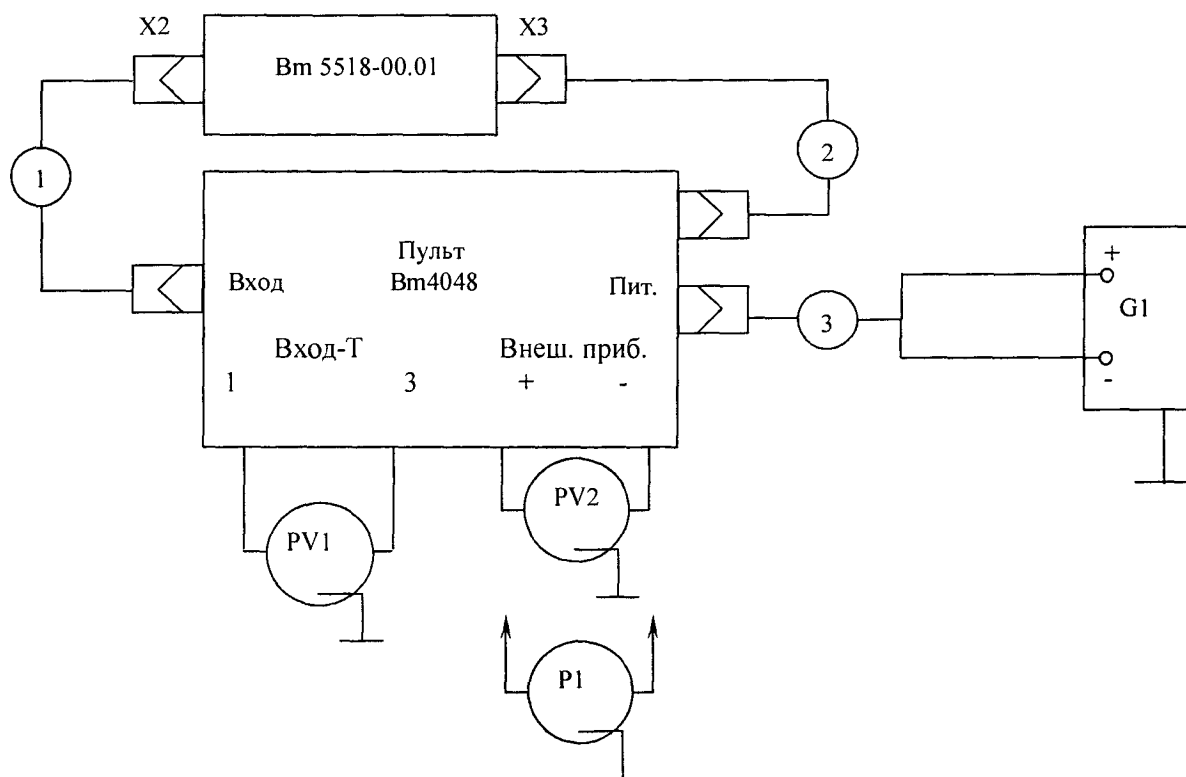 X2
X3
Bm 5518-00.01
1
2
Пульт
Bm4048
Вход
Пит.
+
G1
-
3
Вход-Т
Внеш. приб.
1
3
+
-
PV1
PV2
P1